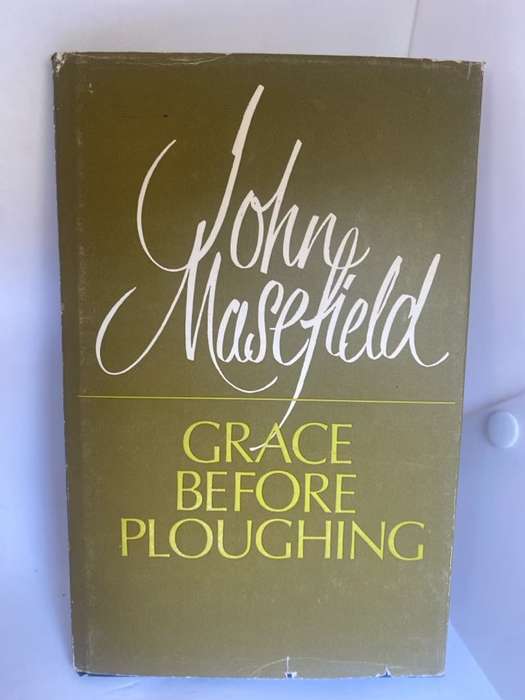 John
Masefield
GRACE
BEFORE
PLOUGHING